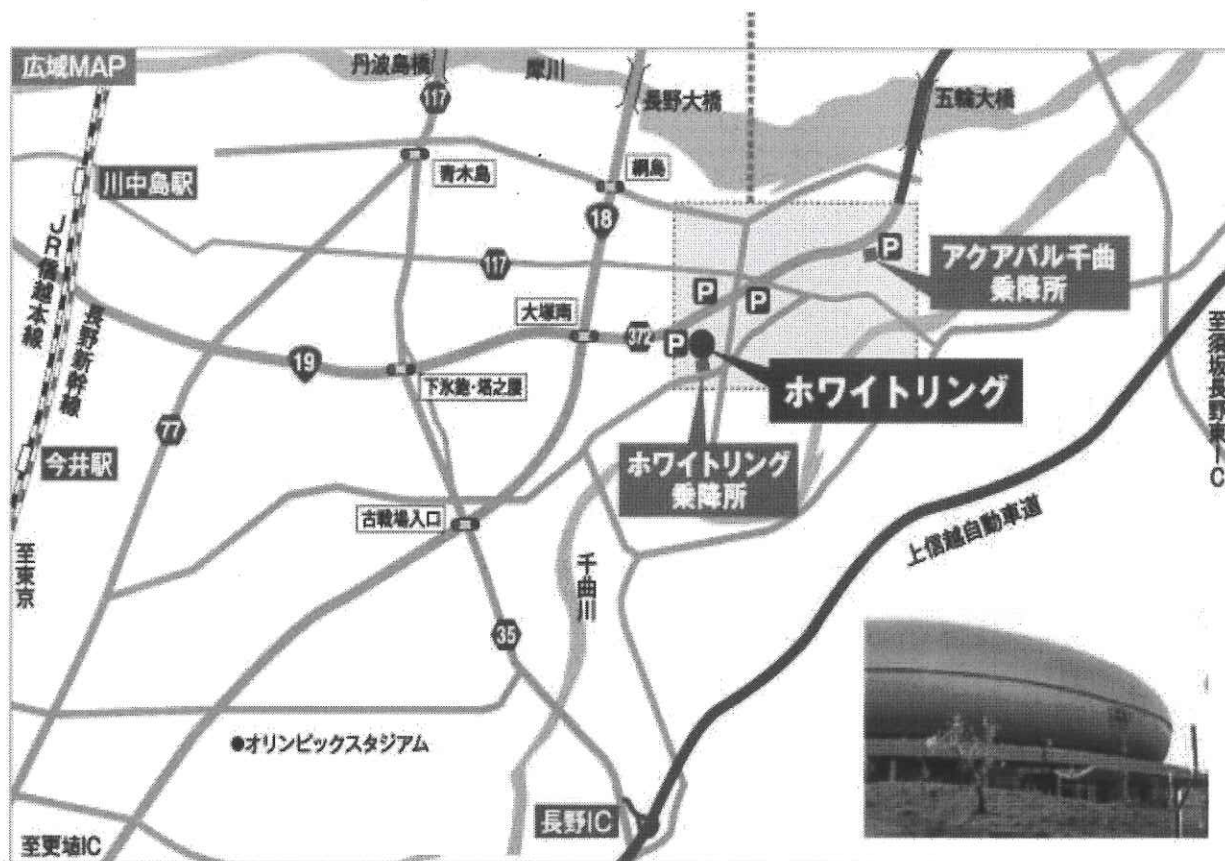 広域MAP
丹波島橋
犀川
長野大橋
五輪大橋
117
青木島
綱島
川中島駅
18
JR信越本線
長野新幹線
117
P
アクアパル千曲
乗降所
P
P
大塚南
372
P
ホワイトリング
19
下氷鉋・塔之腰
至須坂長野東IC
77
今井駅
ホワイトリング
乗降所
古戦場入口
上信越自動車道
至東京
千曲川
35
●オリンピックスタジアム
長野IC
至更埴IC